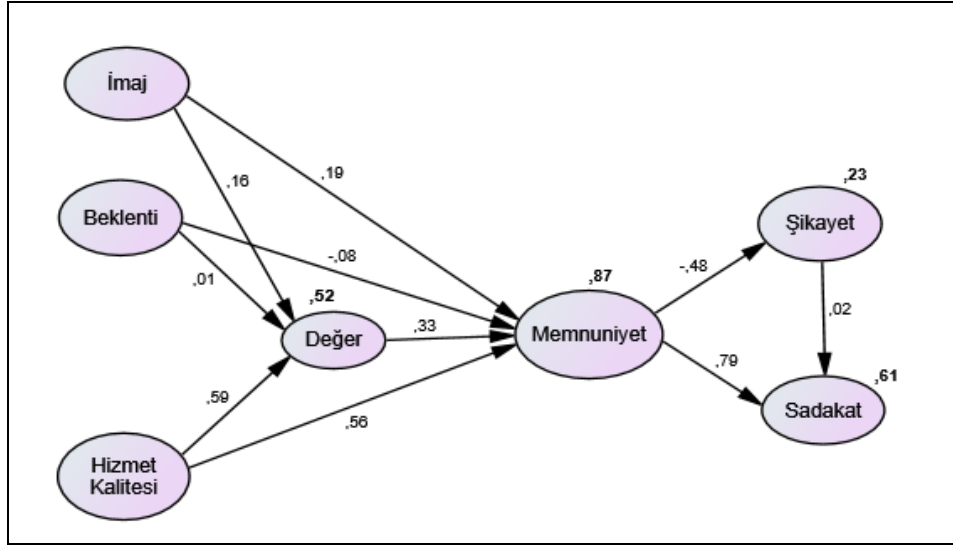 İmaj
,16
,19
Beklenti
-,08
,01
,52
Değer
,33
,59
,56
Hizmet
Kalitesi
,87
Memnuniyet
-,48
,79
,23
Şikayet
,02
,61
Sadakat